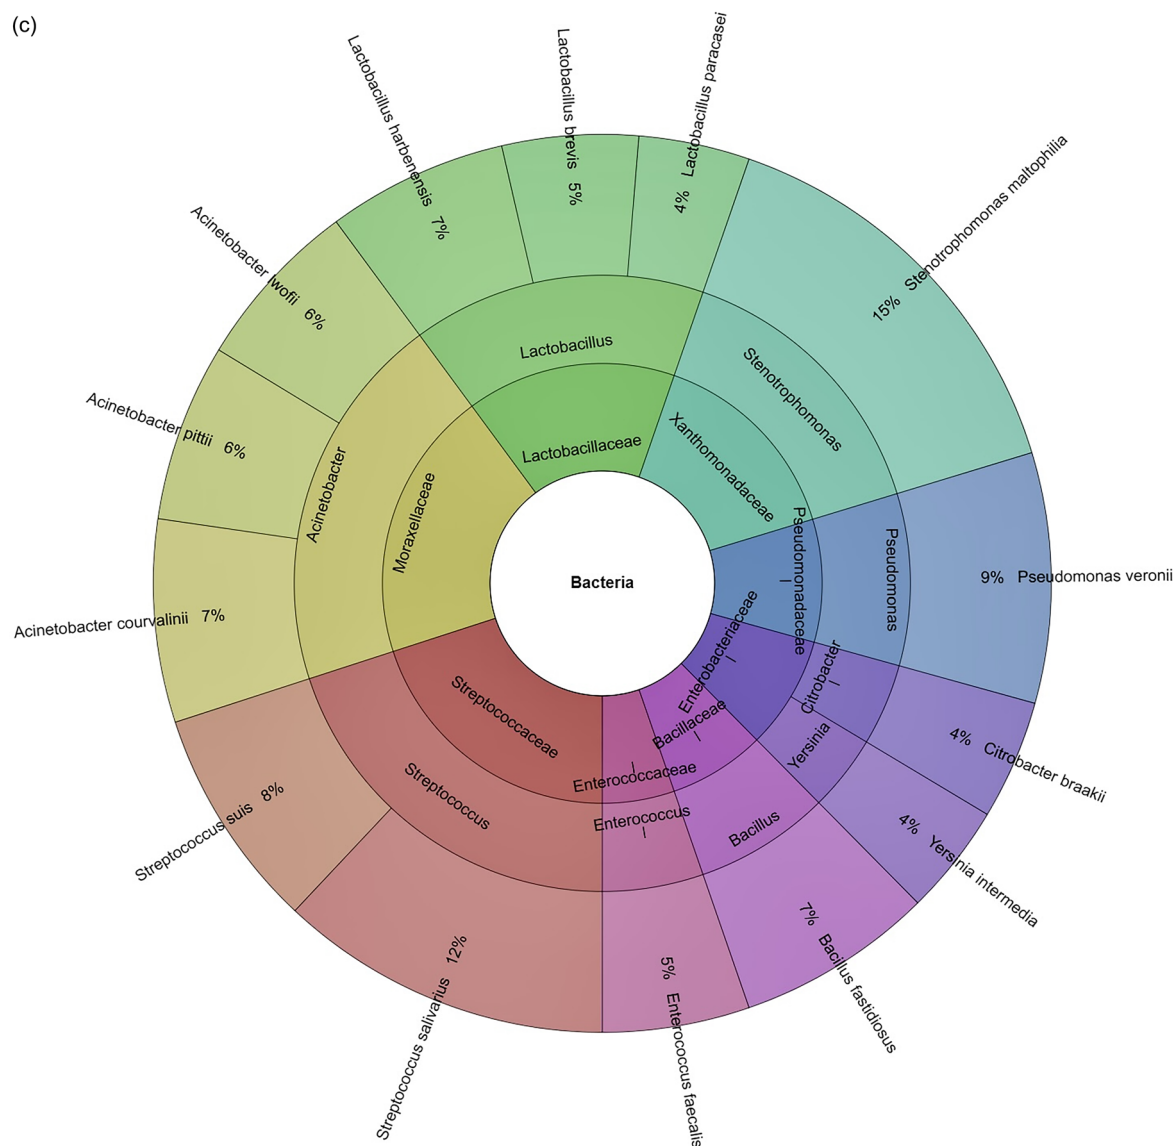 (c)
Bacteria
Lactobacillaceae
Lactobacillus
Lactobacillus harbenensis 7%
Lactobacillus brevis 5%
4% Lactobacillus paracasei
Xanthomonadaceae
Stenotrophomonas
15% Stenotrophomonas maltophilia
Pseudomonadaceae
Pseudomonas
9% Pseudomonas veronii
Enterobacteriaceae
Citrobacter
4% Citrobacter braakii
Yersinia
4% Yersinia intermedia
Bacillaceae
Bacillus
7% Bacillus fastidiosus
Enterococcaceae
Enterococcus
5% Enterococcus faecalis
Streptococcaceae
Streptococcus
Streptococcus salivarius 12%
Streptococcus suis 8%
Moraxellaceae
Acinetobacter
Acinetobacter courvalinii 7%
Acinetobacter pittii 6%
Acinetobacter lwofii 6%